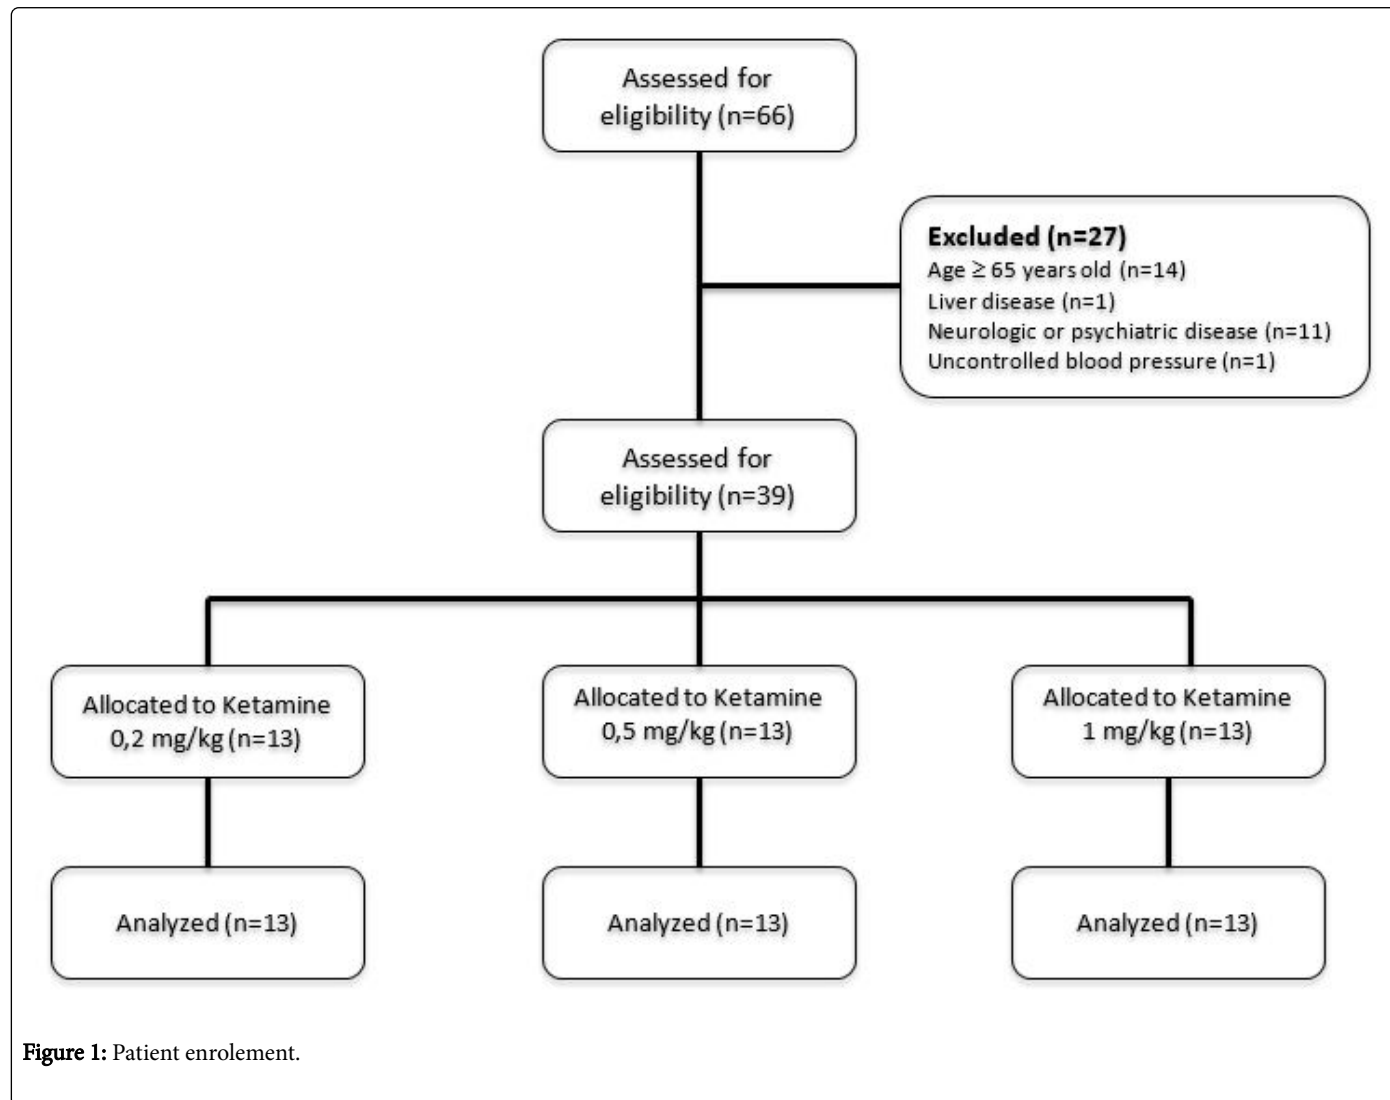 Assessed for
eligibility (n=66)
Excluded (n=27)
Age ≥ 65 years old (n=14)
Liver disease (n=1)
Neurologic or psychiatric disease (n=11)
Uncontrolled blood pressure (n=1)
Assessed for
eligibility (n=39)
Allocated to Ketamine
0,2 mg/kg (n=13)
Allocated to Ketamine
0,5 mg/kg (n=13)
Allocated to Ketamine
1 mg/kg (n=13)
Analyzed (n=13)
Analyzed (n=13)
Analyzed (n=13)
Figure 1: Patient enrolement.